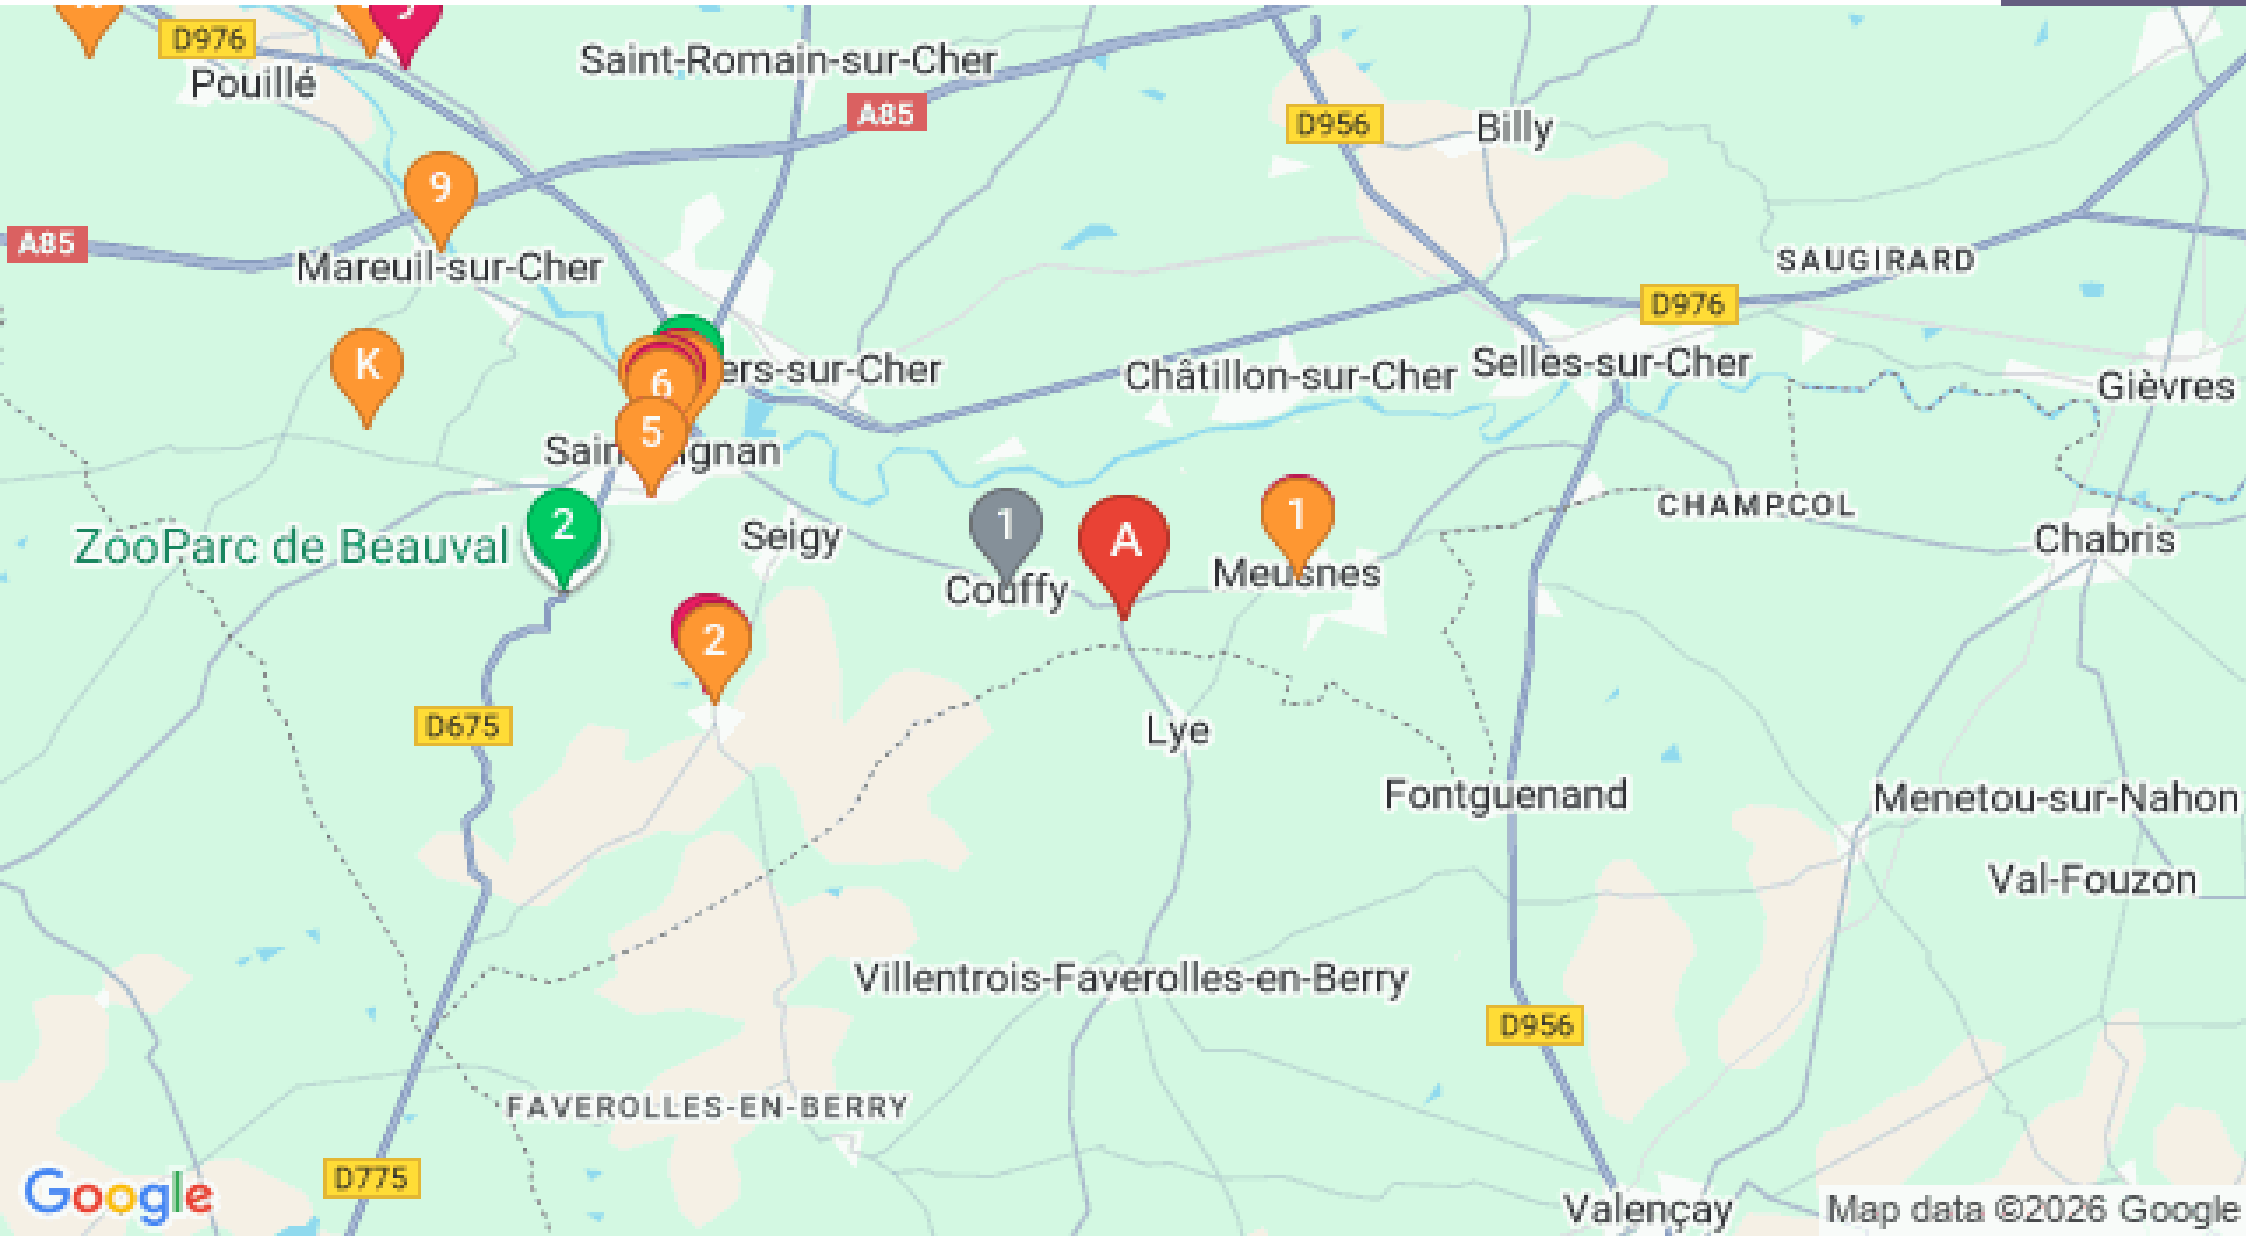 D976
Pouillé
Saint-Romain-sur-Cher
A85
D956
Billy
9
A85
Mareuil-sur-Cher
SAUGIRARD
D976
K
6
ers-sur-Cher
Châtillon-sur-Cher
Selles-sur-Cher
Gièvres
5
Sain
gnan
ZooParc de Beauval
2
Seigy
1
Couffy
A
1
Meusnes
CHAMPCOL
Chabris
2
D675
Lye
Fontguenand
Menetou-sur-Nahon
Val-Fouzon
Villentrois-Faverolles-en-Berry
D956
FAVEROLLES-EN-BERRY
D775
Google
Valençay
Map data ©2026 Google